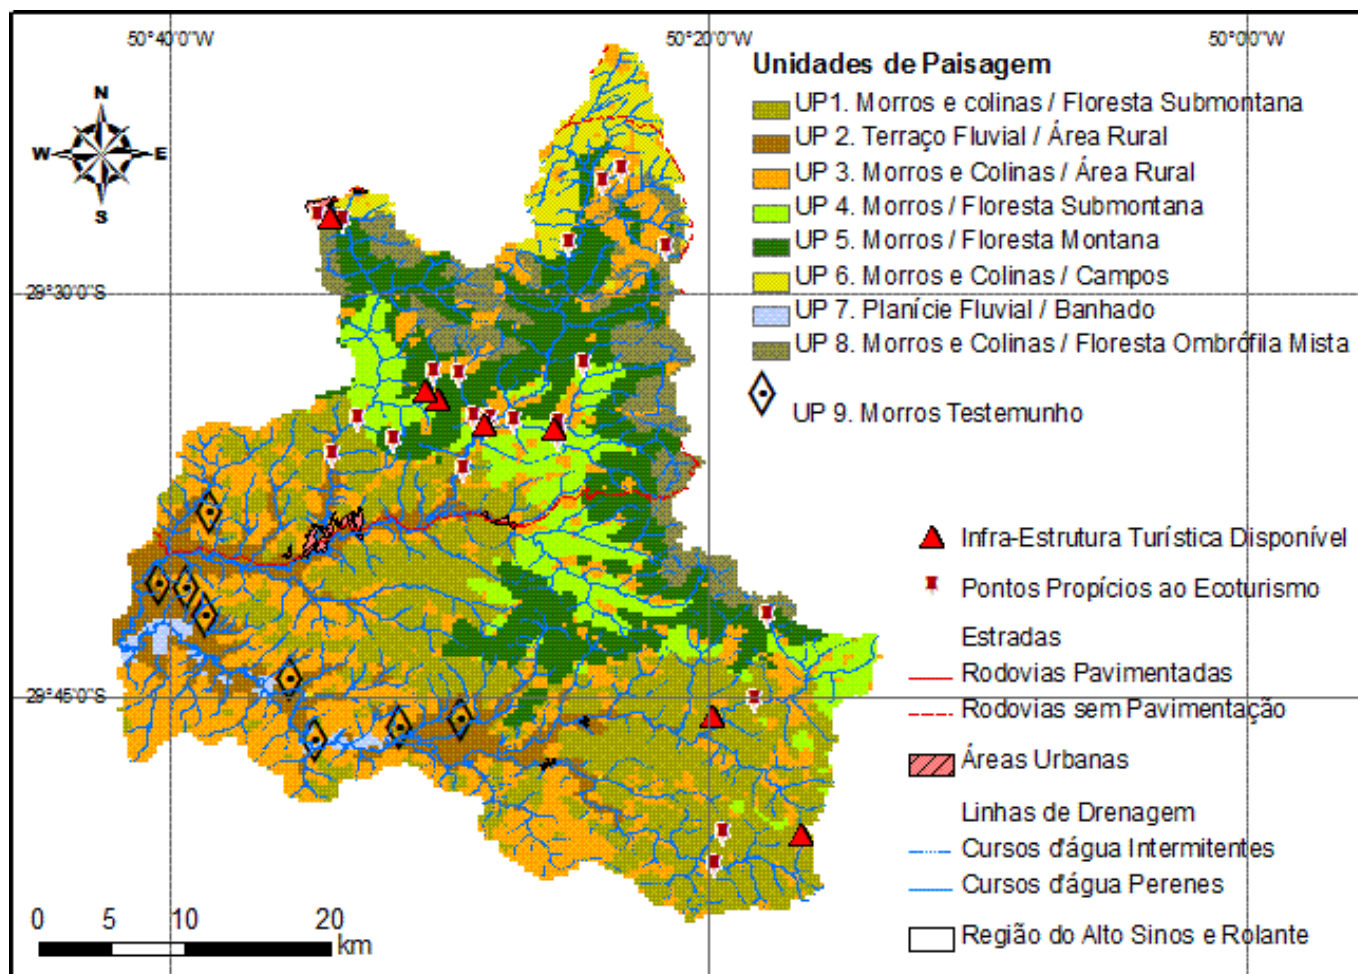 50°40'0"W
50°20'0"W
50°0'0"W
N
W
E
S
29°30'0"S
29°45'0"S
Unidades de Paisagem
UP1. Morros e colinas / Floresta Submontana
UP 2. Terraço Fluvial / Área Rural
UP 3. Morros e Colinas / Área Rural
UP 4. Morros / Floresta Submontana
UP 5. Morros / Floresta Montana
UP 6. Morros e Colinas / Campos
UP 7. Planície Fluvial / Banhado
UP 8. Morros e Colinas / Floresta Ombrófila Mista
UP 9. Morros Testemunho
Infra-Estrutura Turística Disponível
Pontos Propícios ao Ecoturismo
Estradas
Rodovias Pavimentadas
Rodovias sem Pavimentação
Áreas Urbanas
Linhas de Drenagem
Cursos d'água Intermitentes
Cursos d'água Perenes
Região do Alto Sinos e Rolante
0 5 10 20
km